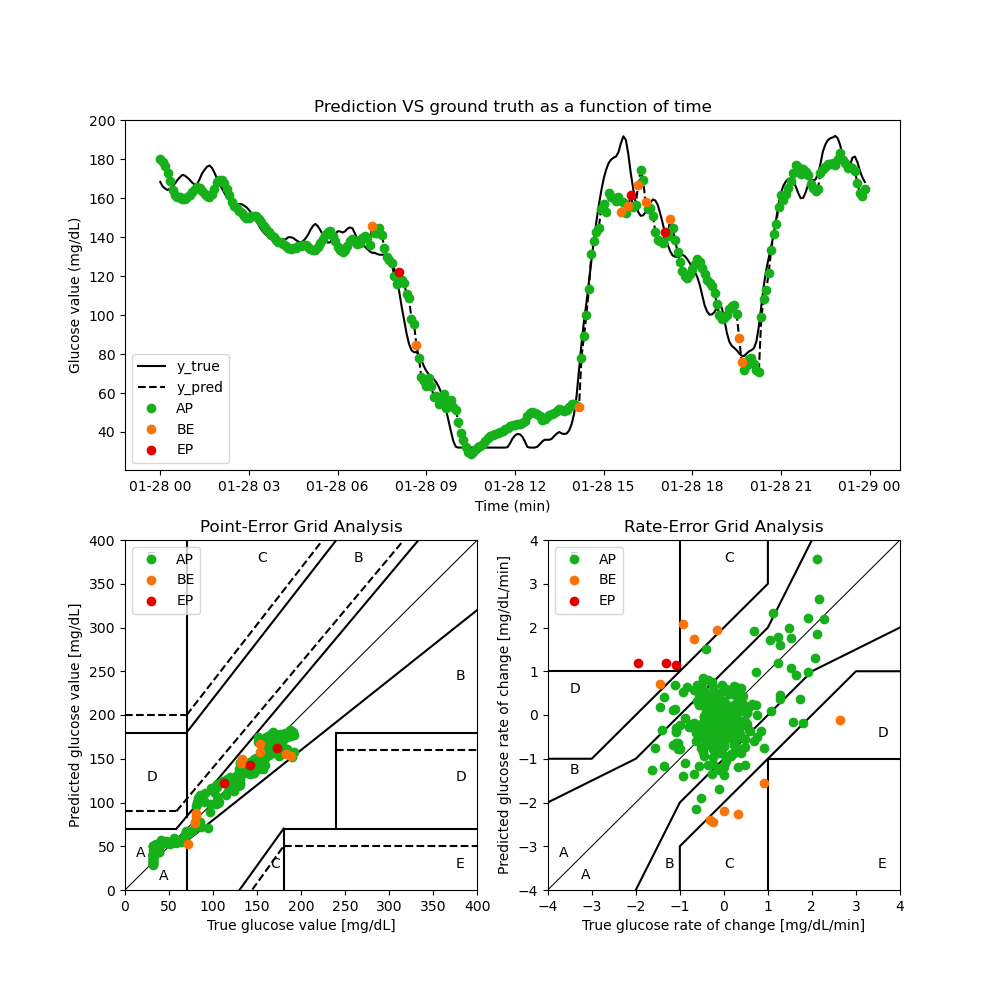 Prediction VS ground truth as a function of time
Glucose value (mg/dL)
200
180
160
140
120
100
80
60
40
y_true
y_pred
AP
BE
EP
01-28 00 01-28 03 01-28 06 01-28 09 01-28 12 01-28 15 01-28 18 01-28 21 01-29 00
Time (min)
Point-Error Grid Analysis
Predicted glucose value [mg/dL]
400
350
300
250
200
150
100
50
0
AP
BE
EP
C
B
B
D
D
A
A
C
E
0 50 100 150 200 250 300 350 400
True glucose value [mg/dL]
Rate-Error Grid Analysis
Predicted glucose rate of change [mg/dL/min]
4
3
2
1
0
−1
−2
−3
−4
AP
BE
EP
C
D
D
B
A
A
B
C
E
−4 −3 −2 −1 0 1 2 3 4
True glucose rate of change [mg/dL/min]